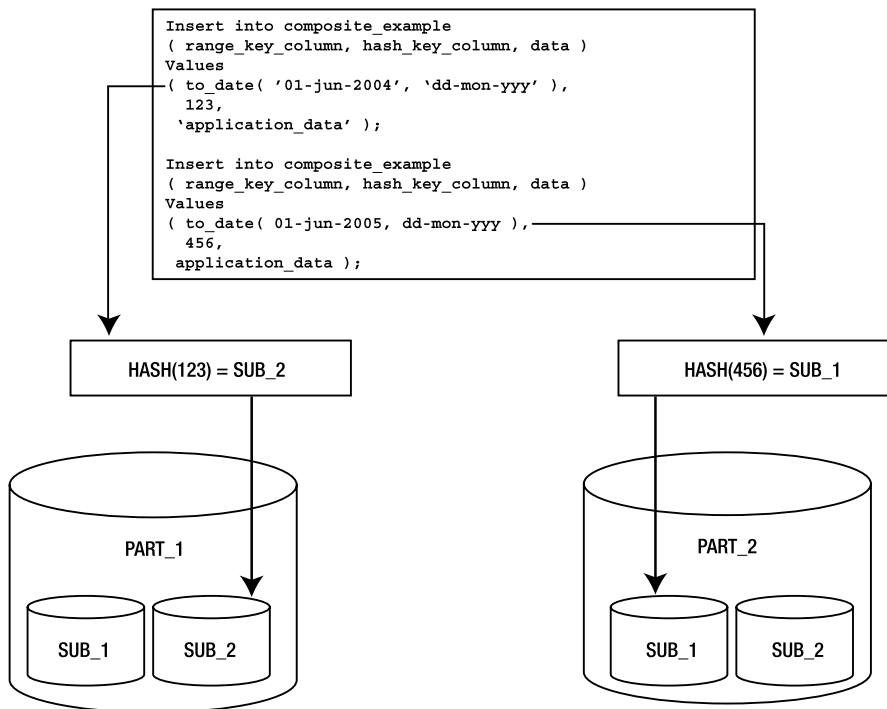 Insert into composite_example
( range_key_column, hash_key_column, data )
Values
( to_date( ’01-jun-2004’, ‘dd-mon-yyy’ ),
123,
‘application_data’ );
Insert into composite_example
( range_key_column, hash_key_column, data )
Values
( to_date( 01-jun-2005, dd-mon-yyy ),
456,
application_data );
HASH(123) = SUB_2
HASH(456) = SUB_1
PART_1
PART_2
SUB_1
SUB_2
SUB_1
SUB_2